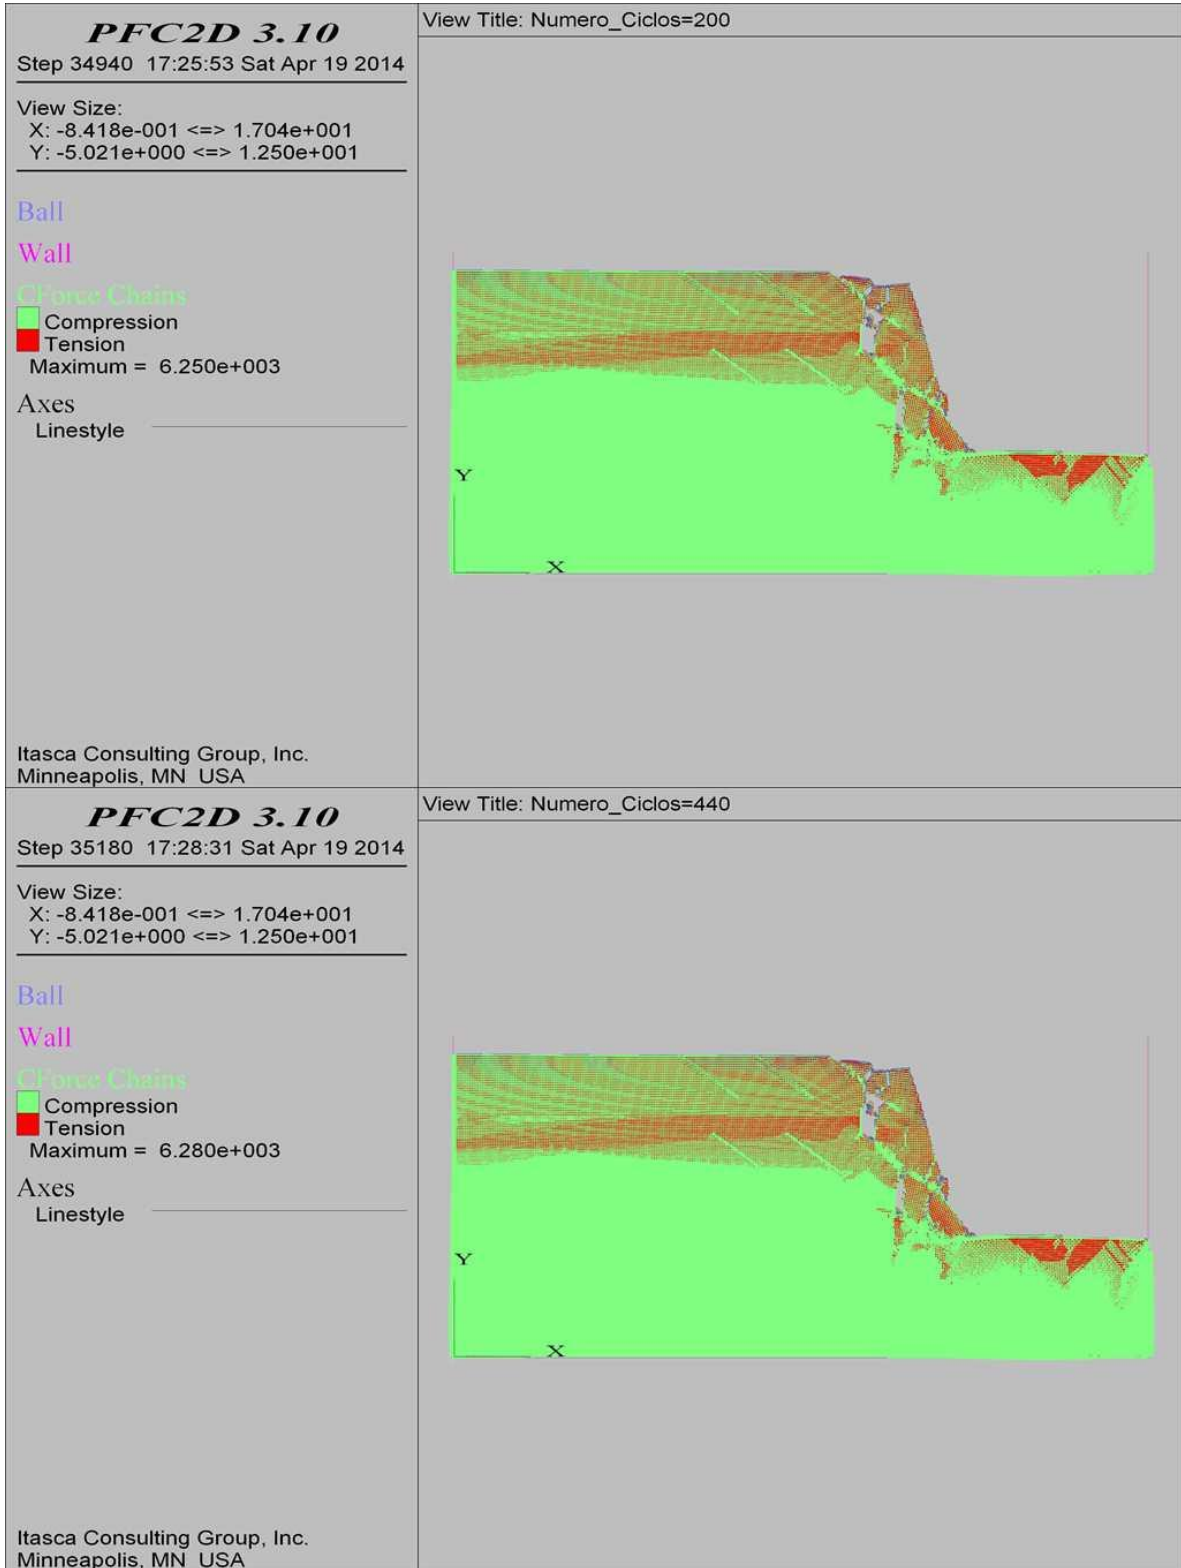 PFC2D 3.10
Step 34940 17:25:53 Sat Apr 19 2014
View Size:
X: -8.418e-001 <=> 1.704e+001
Y: -5.021e+000 <=> 1.250e+001
Ball
Wall
CForce Chains
Compression
Tension
Maximum = 6.250e+003
Axes
Linestyle
Itasca Consulting Group, Inc.
Minneapolis, MN USA
View Title: Numero_Ciclos=200
Y
X
PFC2D 3.10
Step 35180 17:28:31 Sat Apr 19 2014
View Size:
X: -8.418e-001 <=> 1.704e+001
Y: -5.021e+000 <=> 1.250e+001
Ball
Wall
CForce Chains
Compression
Tension
Maximum = 6.280e+003
Axes
Linestyle
Itasca Consulting Group, Inc.
Minneapolis, MN USA
View Title: Numero_Ciclos=440
Y
X